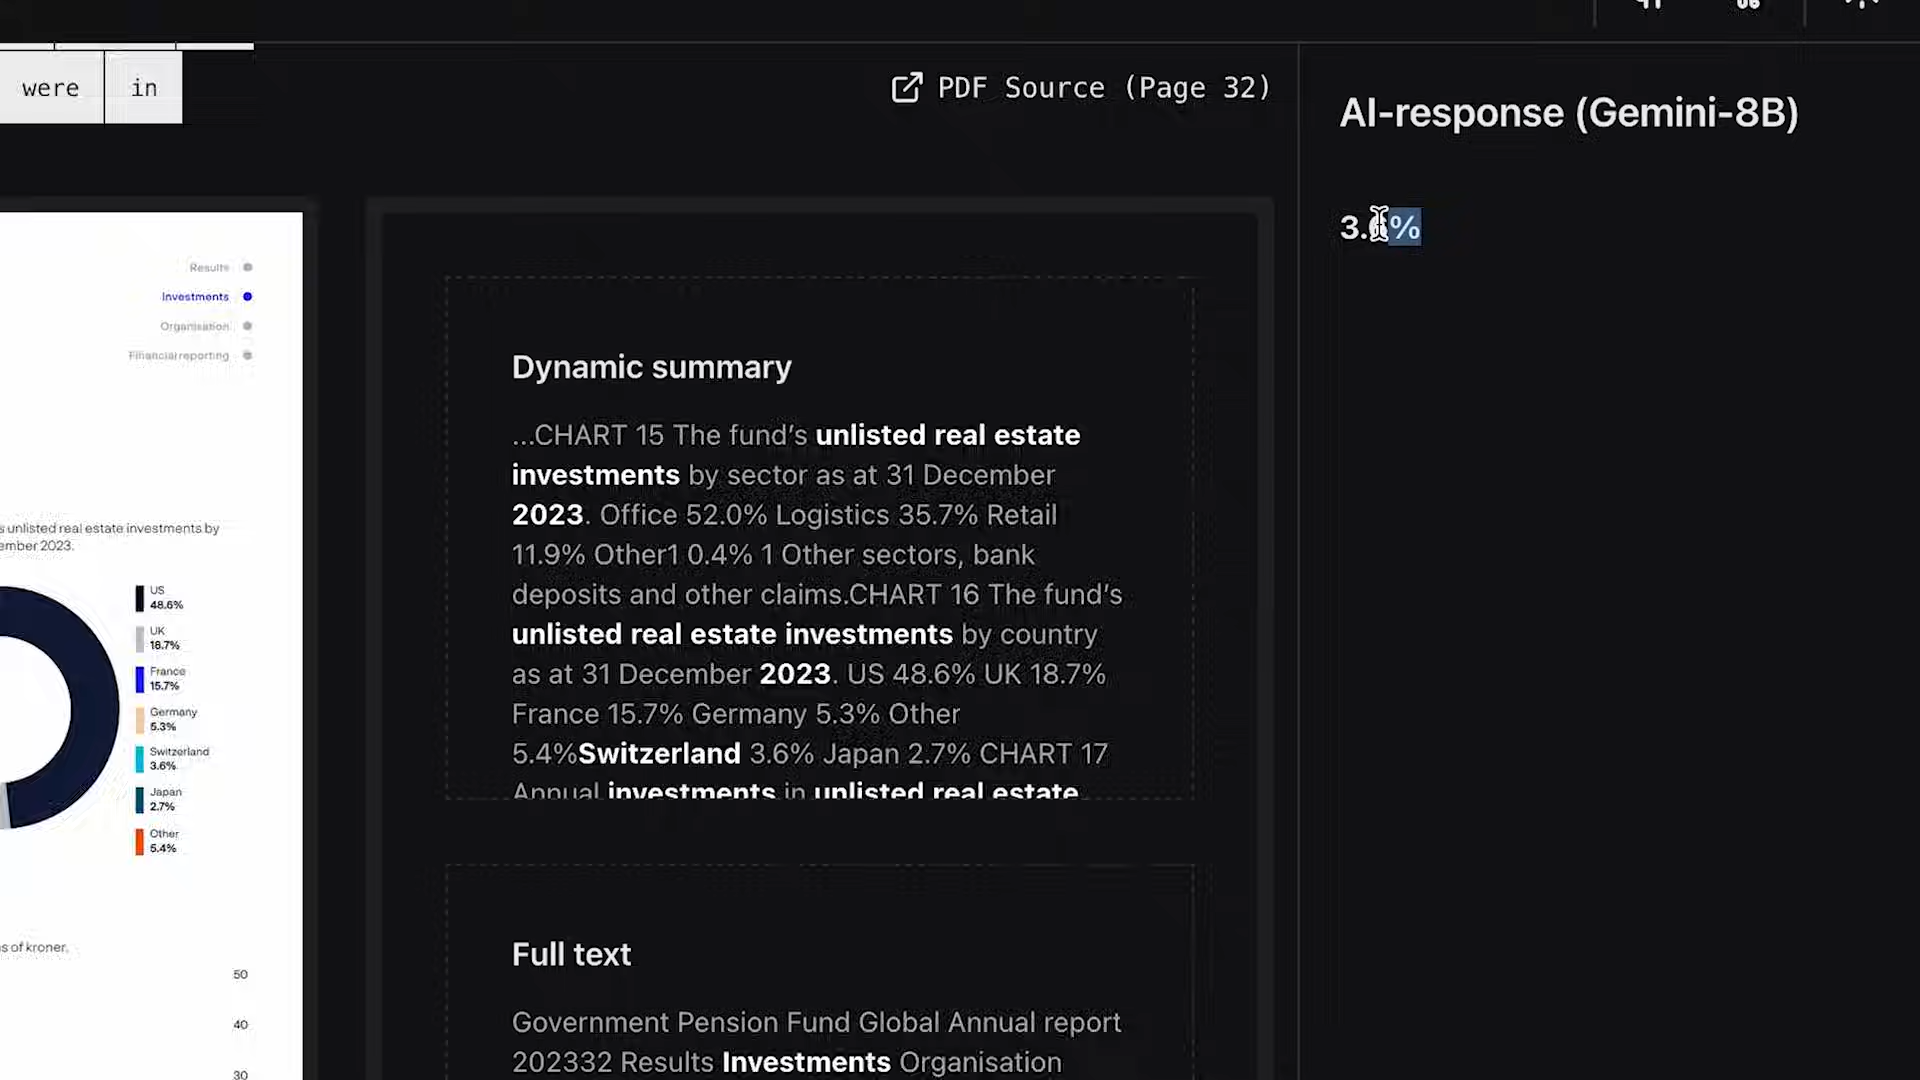 were in
PDF Source (Page 32)
AI-response (Gemini-8B)
3. %
Results
Investments
Organisation
Financial reporting
s unlisted real estate investments by
ember 2023.
US
48.6%
UK
18.7%
France
15.7%
Germany
5.3%
Switzerland
3.6%
Japan
2.7%
Other
5.4%
s of kroner.
50
40
30
Dynamic summary
...CHART 15 The fund’s unlisted real estate
investments by sector as at 31 December
2023. Office 52.0% Logistics 35.7% Retail
11.9% Other1 0.4% 1 Other sectors, bank
deposits and other claims.CHART 16 The fund’s
unlisted real estate investments by country
as at 31 December 2023. US 48.6% UK 18.7%
France 15.7% Germany 5.3% Other
5.4%Switzerland 3.6% Japan 2.7% CHART 17
Annual investments in unlisted real estate
Full text
Government Pension Fund Global Annual report
202332 Results Investments Organisation